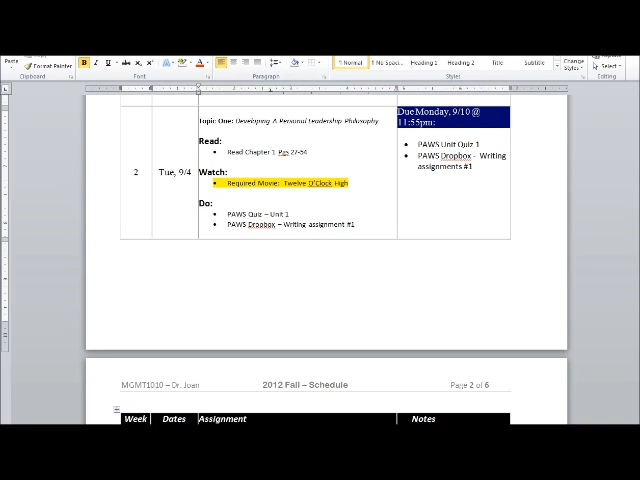 Paste
Format Painter
Clipboard
B I U abc X₂ X² A
Font
Paragraph
¶ Normal ¶ No Spaci... Heading 1 Heading 2 Title Subtitle
Change Styles
Styles
Select
Editing
2
Tue, 9/4
Topic One: Developing A Personal Leadership Philosophy
Read:
• Read Chapter 1 Pgs 27-54
Watch:
• Required Movie: Twelve O'Clock High
Do:
• PAWS Quiz – Unit 1
• PAWS Dropbox – Writing assignment #1
Due Monday, 9/10 @
11:55pm:
• PAWS Unit Quiz 1
• PAWS Dropbox - Writing
assignments #1
MGMT1010 – Dr. Joan 2012 Fall – Schedule Page 2 of 6
Week Dates Assignment Notes